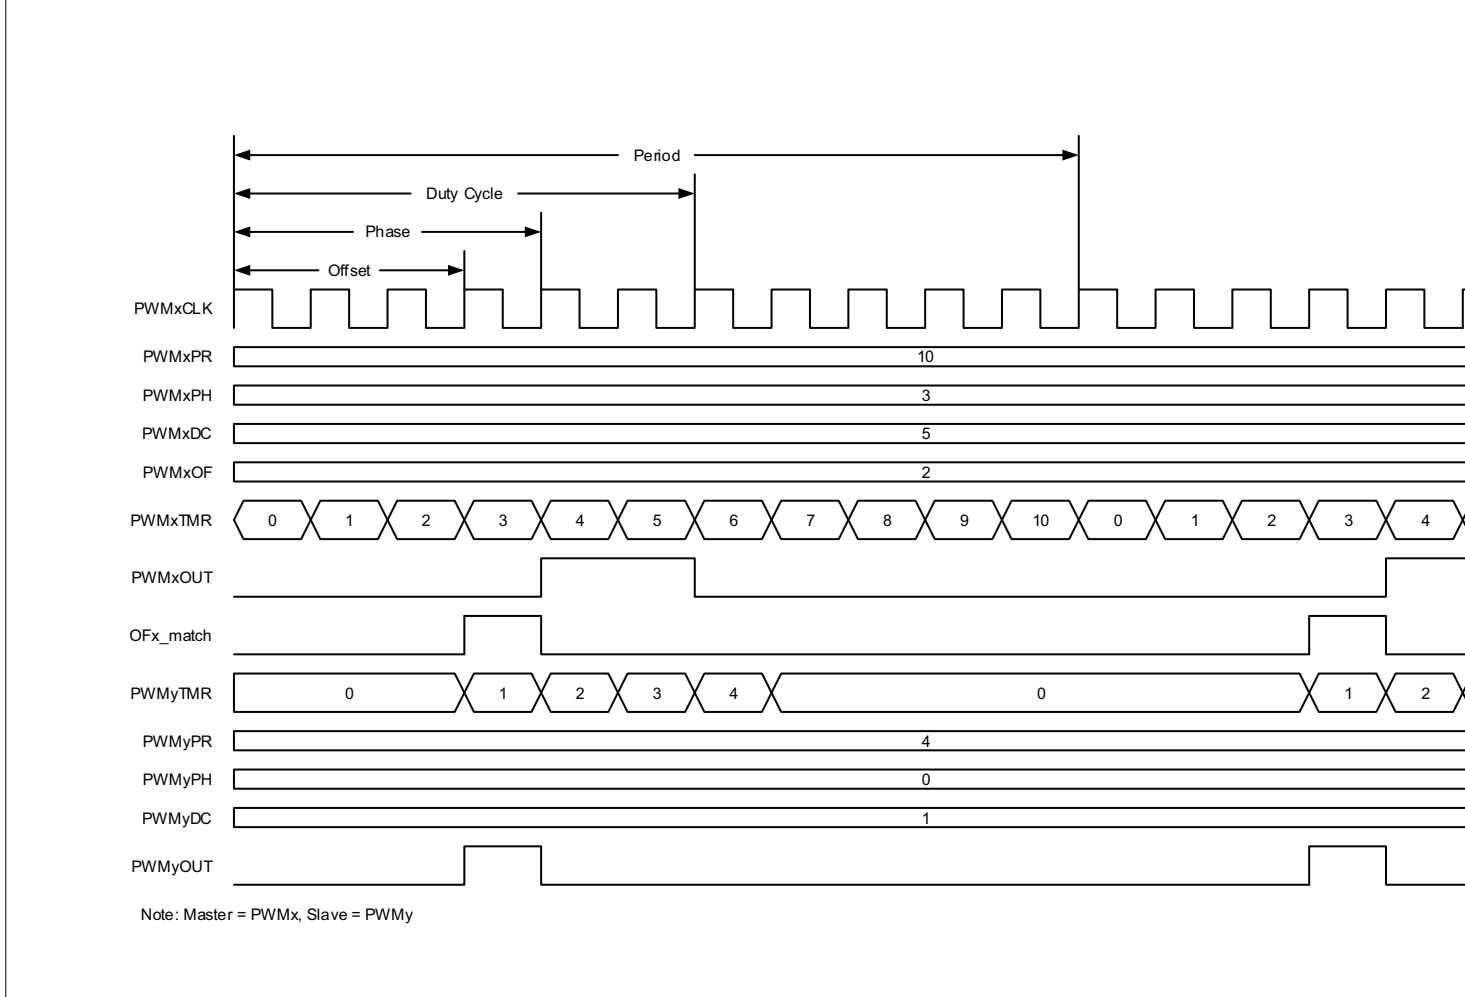 Period
Duty Cycle
Phase
Offset
PWMxCLK
PWMxPR 10
PWMxPH 3
PWMxDC 5
PWMxOF 2
PWMxTMR 0 1 2 3 4 5 6 7 8 9 10 0 1 2 3 4
PWMxOUT
OFx_match
PWMyTMR 0 1 2 3 4 0 1 2
PWMyPR 4
PWMyPH 0
PWMyDC 1
PWMyOUT
Note: Master = PWMx, Slave = PWMy